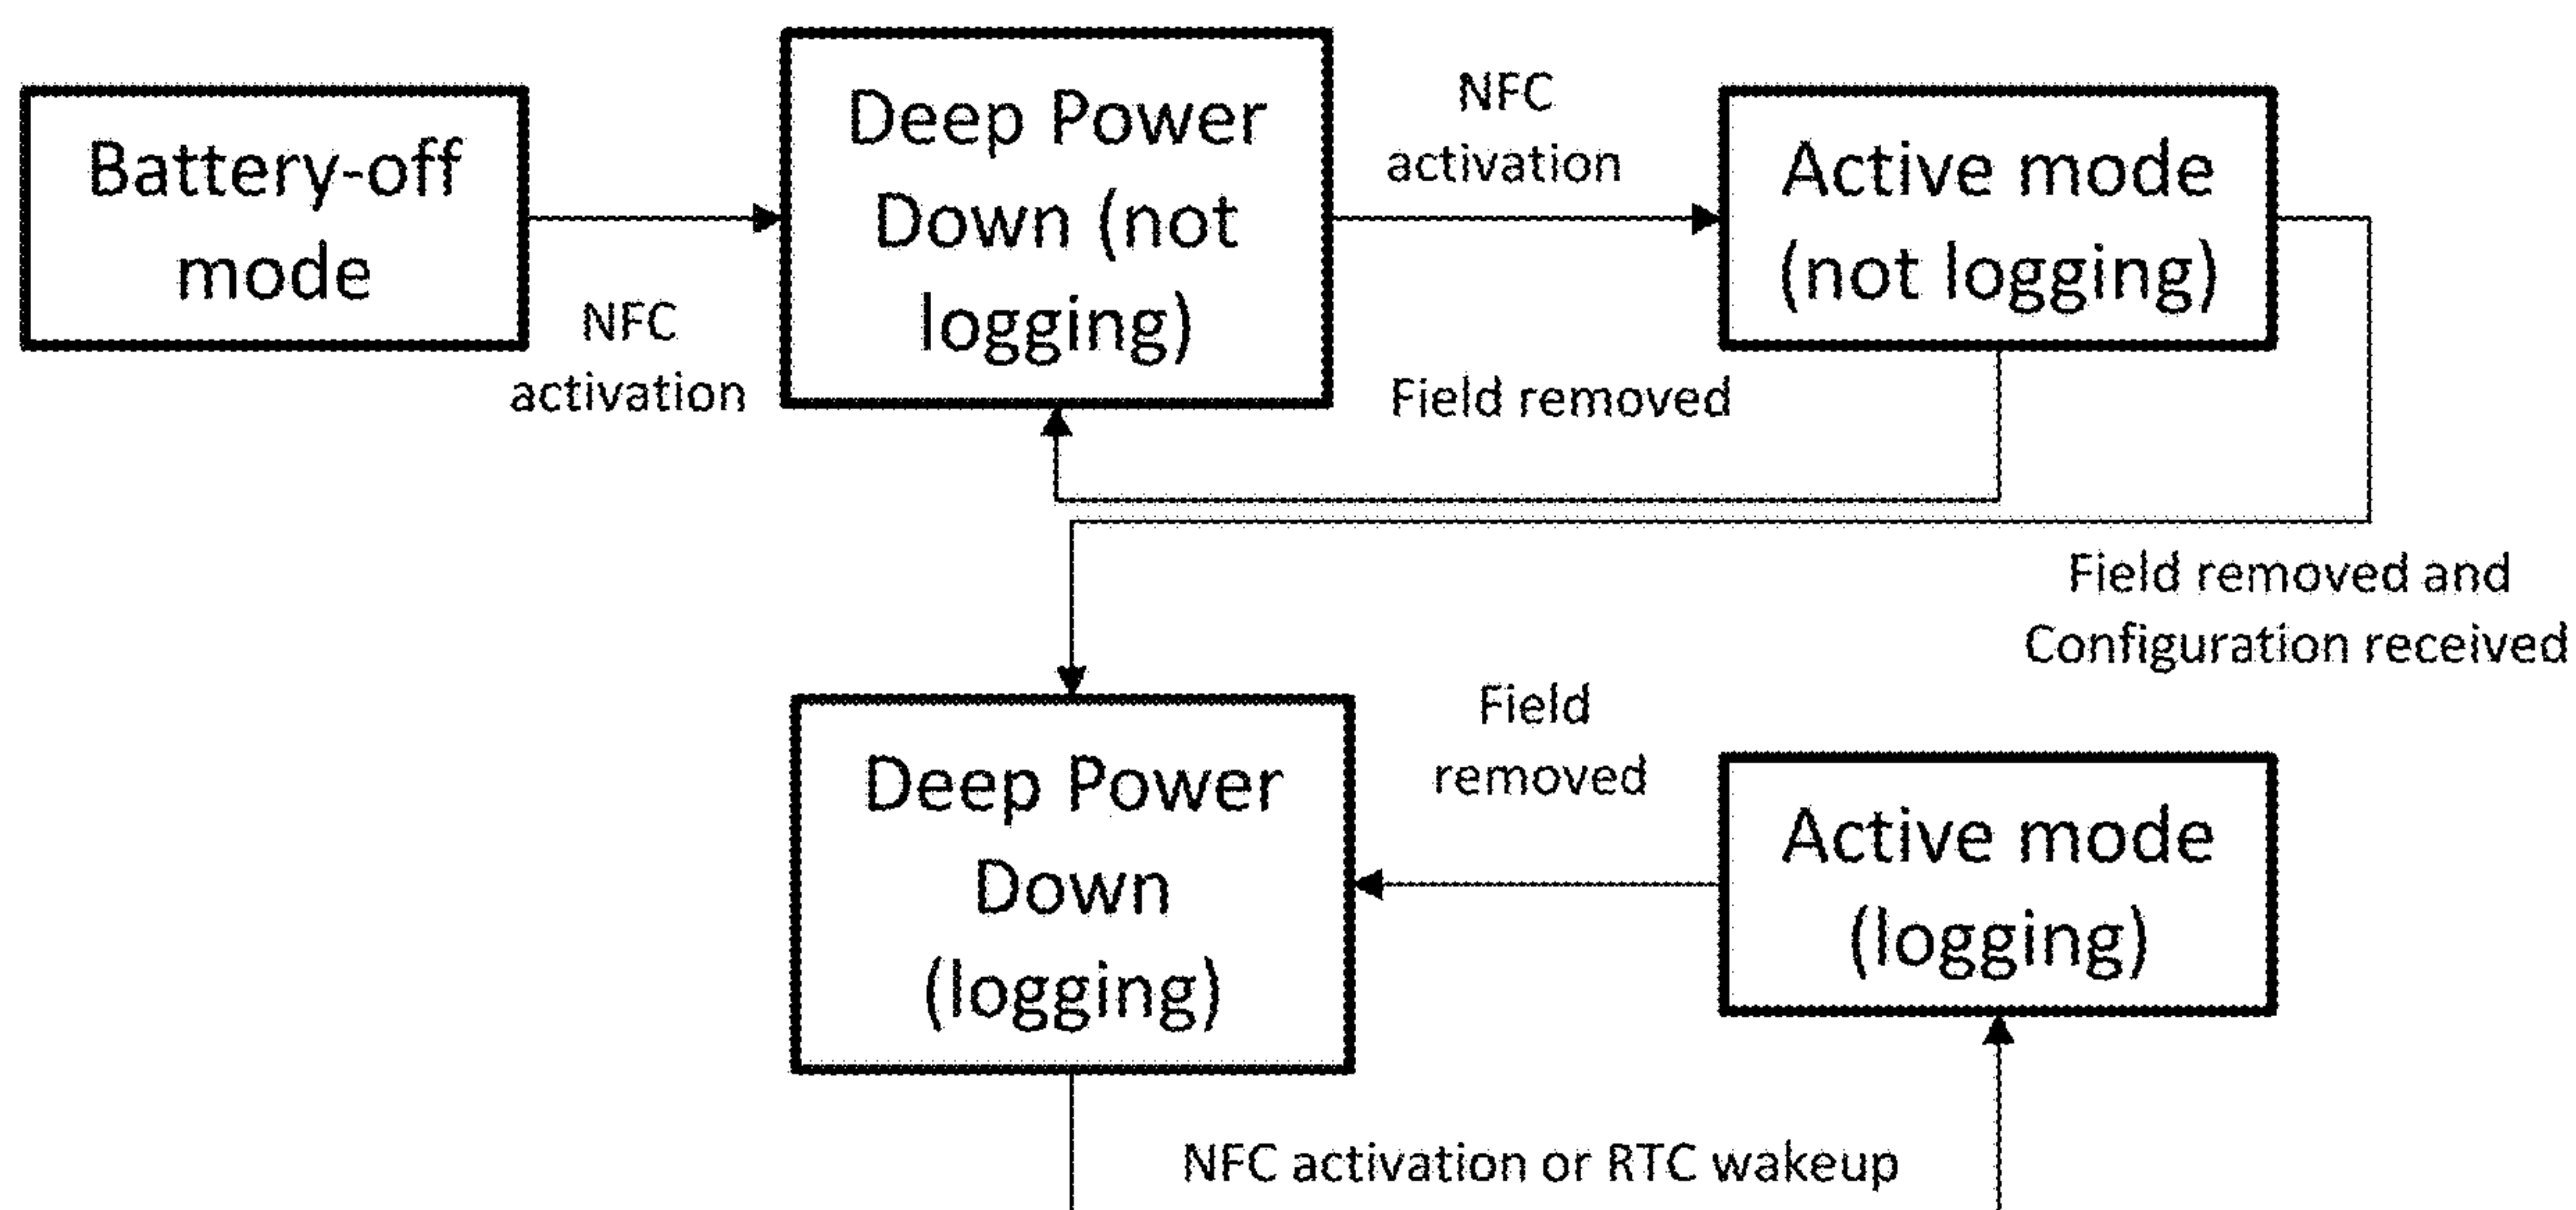 Battery-off
mode
NFC
activation
Deep Power
Down (not
logging)
NFC
activation
Active mode
(not logging)
Field removed
Field removed and
Configuration received
Deep Power
Down
(logging)
Field
removed
Active mode
(logging)
NFC activation or RTC wakeup